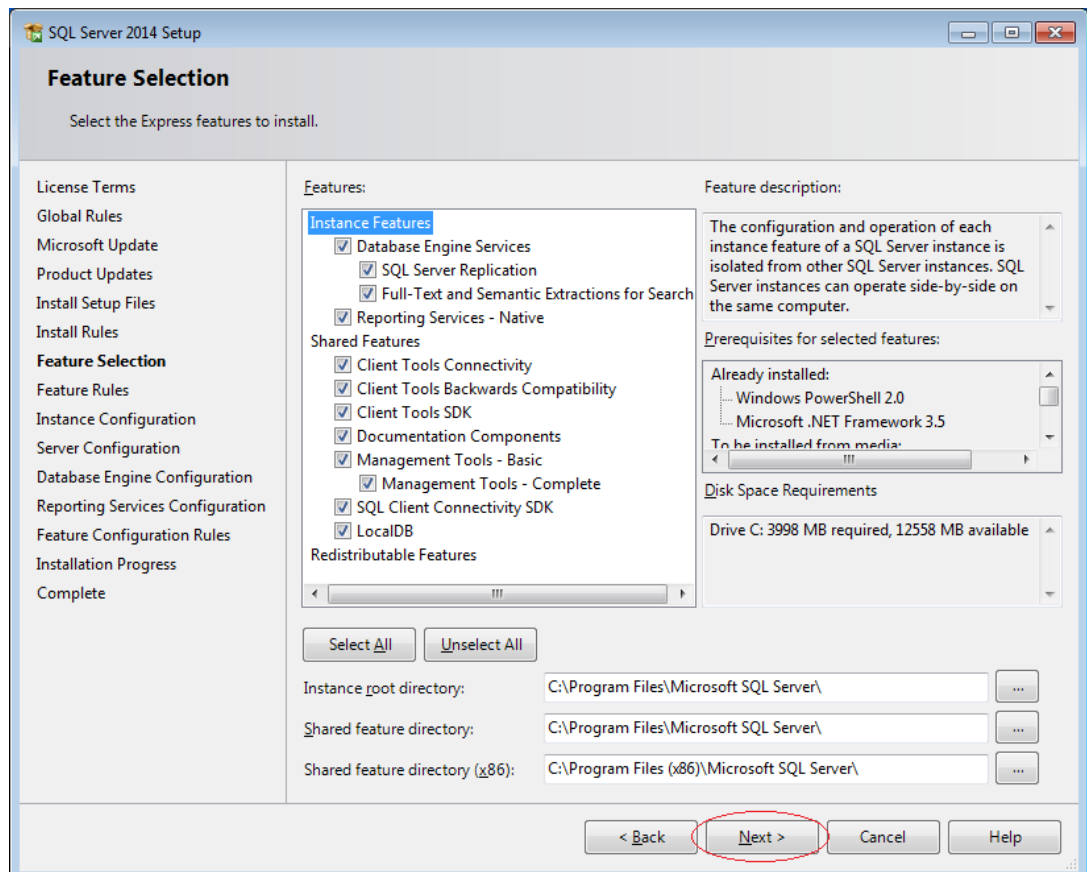 SQL Server 2014 Setup
Feature Selection
Select the Express features to install.
License Terms
Global Rules
Microsoft Update
Product Updates
Install Setup Files
Install Rules
Feature Selection
Feature Rules
Instance Configuration
Server Configuration
Database Engine Configuration
Reporting Services Configuration
Feature Configuration Rules
Installation Progress
Complete
Features:
Instance Features
Database Engine Services
SQL Server Replication
Full-Text and Semantic Extractions for Search
Reporting Services - Native
Shared Features
Client Tools Connectivity
Client Tools Backwards Compatibility
Client Tools SDK
Documentation Components
Management Tools - Basic
Management Tools - Complete
SQL Client Connectivity SDK
LocalDB
Redistributable Features
Feature description:
The configuration and operation of each
instance feature of a SQL Server instance is
isolated from other SQL Server instances. SQL
Server instances can operate side-by-side on
the same computer.
Prerequisites for selected features:
Already installed:
Windows PowerShell 2.0
Microsoft .NET Framework 3.5
To be installed from media:
Disk Space Requirements
Drive C: 3998 MB required, 12558 MB available
Select All
Unselect All
Instance root directory:
C:\Program Files\Microsoft SQL Server\
...
Shared feature directory:
C:\Program Files\Microsoft SQL Server\
...
Shared feature directory (x86):
C:\Program Files (x86)\Microsoft SQL Server\
...
< Back
Next >
Cancel
Help